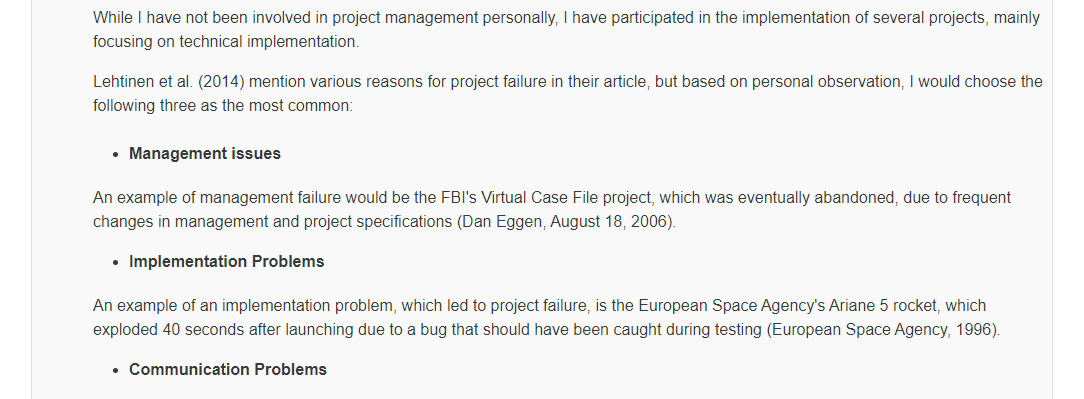 While I have not been involved in project management personally, I have participated in the implementation of several projects, mainly
focusing on technical implementation.
Lehtinen et al. (2014) mention various reasons for project failure in their article, but based on personal observation, I would choose the
following three as the most common:
• Management issues
An example of management failure would be the FBI's Virtual Case File project, which was eventually abandoned, due to frequent
changes in management and project specifications (Dan Eggen, August 18, 2006).
• Implementation Problems
An example of an implementation problem, which led to project failure, is the European Space Agency's Ariane 5 rocket, which
exploded 40 seconds after launching due to a bug that should have been caught during testing (European Space Agency, 1996).
• Communication Problems